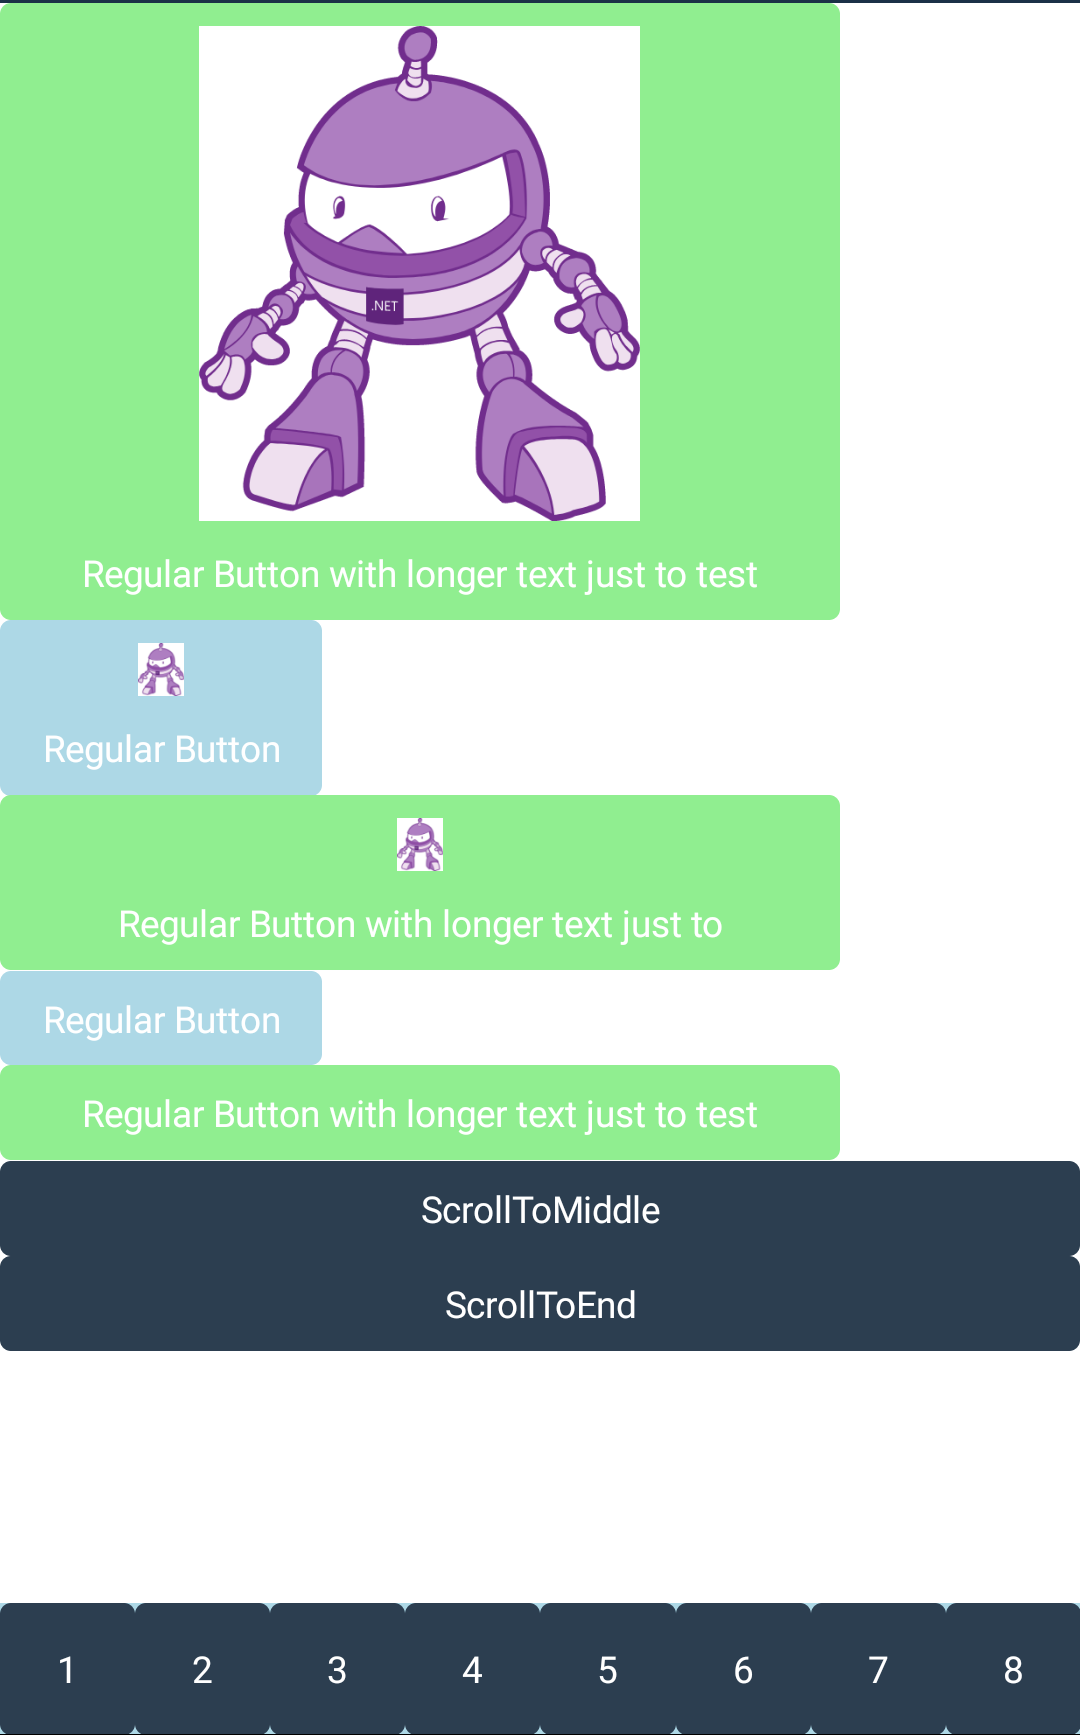 .NET
Regular Button with longer text just to test
Regular Button
Regular Button with longer text just to
Regular Button
Regular Button with longer text just to test
ScrollToMiddle
ScrollToEnd
1 2 3 4 5 6 7 8